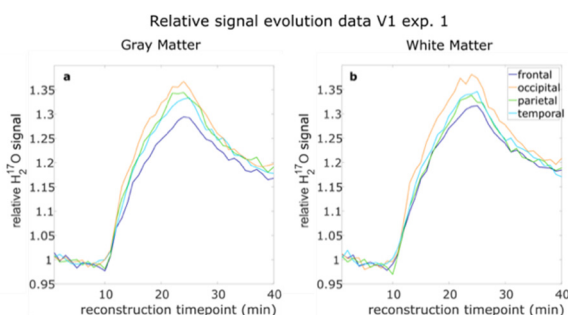 Relative signal evolution data V1 exp. 1
Gray Matter
White Matter
a
relative H₂¹⁷O signal
1.35
1.3
1.25
1.2
1.15
1.1
1.05
1
0.95
10
20
30
40
reconstruction timepoint (min)
b
frontal
occipital
parietal
temporal
relative H₂¹⁷O signal
1.35
1.3
1.25
1.2
1.15
1.1
1.05
1
0.95
10
20
30
40
reconstruction timepoint (min)